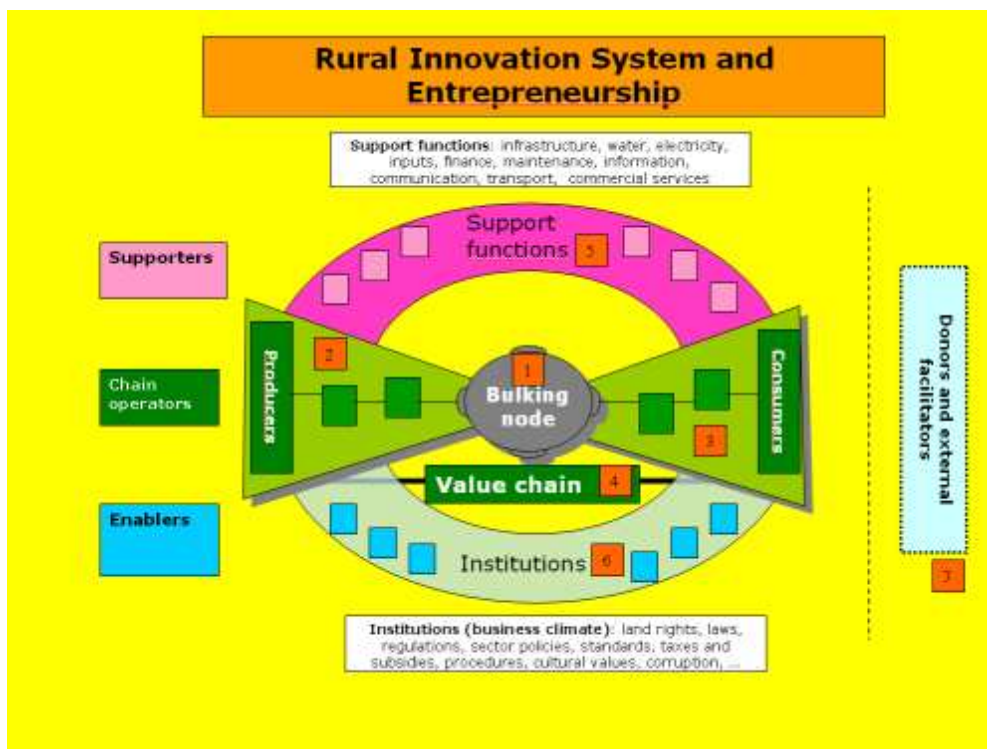 Rural Innovation System and
Entrepreneurship
Support functions: infrastructure, water, electricity,
inputs, finance, maintenance, information,
communication, transport, commercial services
Support
functions
5
Supporters
Chain
operators
Enablers
Producers
2
1
Bulking
node
3
Consumers
Value chain
4
Institutions
6
Donors and external
facilitators
Institutions (business climate): land rights, laws,
regulations, sector policies, standards, taxes and
subsidies, procedures, cultural values, corruption, ...